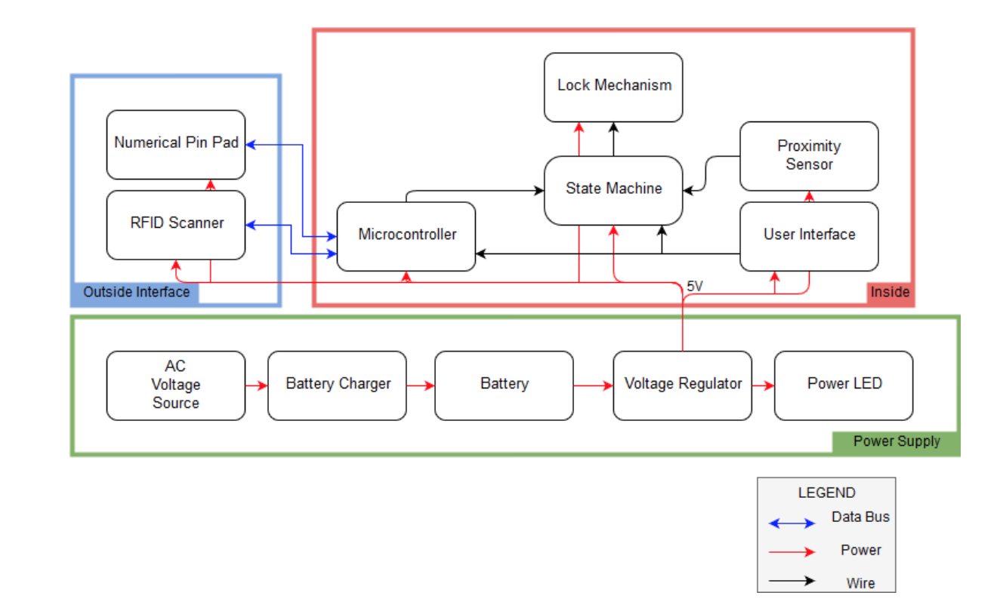 Lock Mechanism
Numerical Pin Pad
Proximity
Sensor
State Machine
RFID Scanner
Microcontroller
User Interface
5V
Outside Interface
Inside
AC
Voltage
Source
Battery Charger
Battery
Voltage Regulator
Power LED
Power Supply
LEGEND
Data Bus
Power
Wire